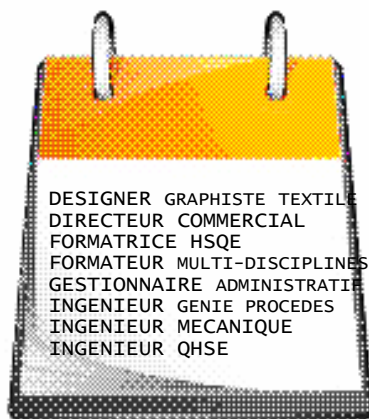 DESIGNER GRAPHISTE TEXTILE
DIRECTEUR COMMERCIAL
FORMATRICE HSQE
FORMATEUR MULTI-DISCIPLINES
GESTIONNAIRE ADMINISTRATIF
INGENIEUR GENIE PROCEDES
INGENIEUR MECANIQUE
INGENIEUR QHSE